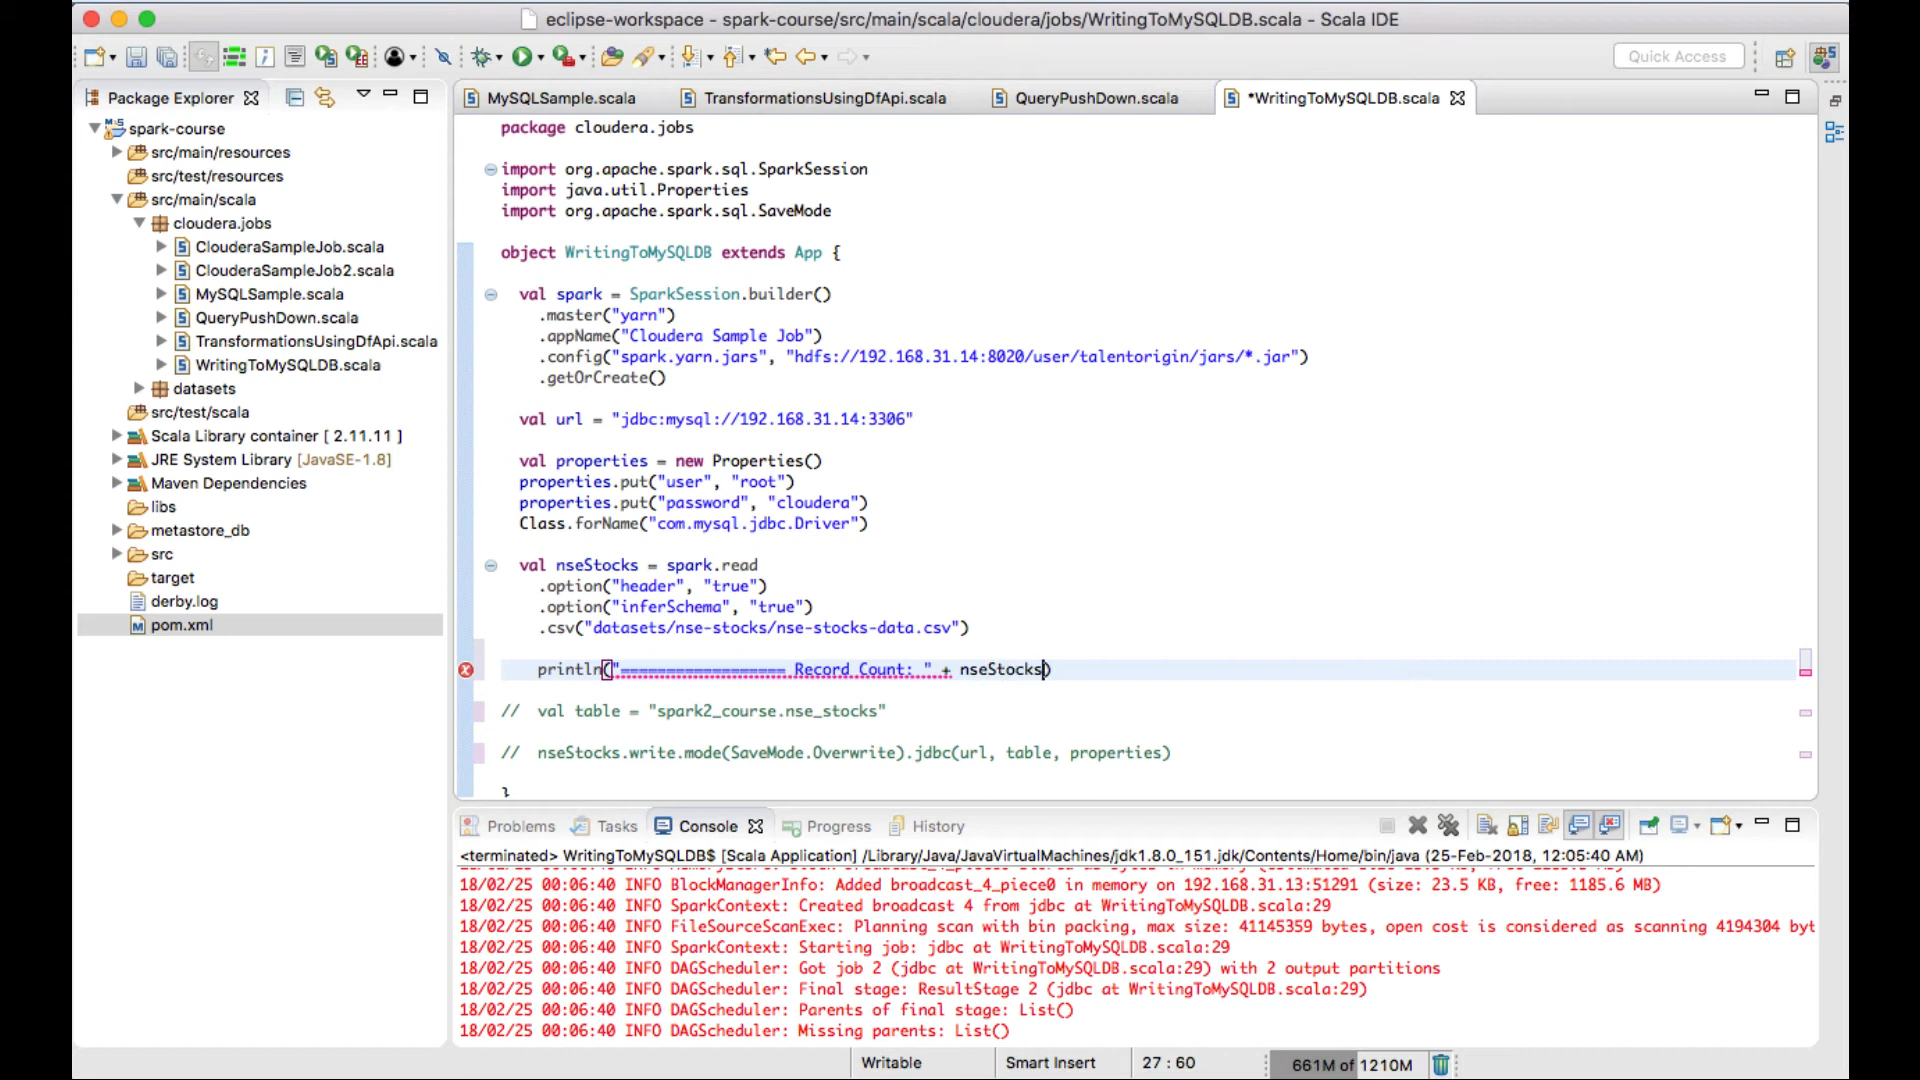 eclipse-workspace - spark-course/src/main/scala/cloudera/jobs/WritingToMySQLDB.scala - Scala IDE
Quick Access
Package Explorer
MySQLSample.scala
TransformationsUsingDfApi.scala
QueryPushDown.scala
*WritingToMySQLDB.scala
spark-course
src/main/resources
src/test/resources
src/main/scala
cloudera.jobs
ClouderaSampleJob.scala
ClouderaSampleJob2.scala
MySQLSample.scala
QueryPushDown.scala
TransformationsUsingDfApi.scala
WritingToMySQLDB.scala
datasets
src/test/scala
Scala Library container [ 2.11.11 ]
JRE System Library [JavaSE-1.8]
Maven Dependencies
libs
metastore_db
src
target
derby.log
pom.xml
package cloudera.jobs
import org.apache.spark.sql.SparkSession
import java.util.Properties
import org.apache.spark.sql.SaveMode
object WritingToMySQLDB extends App {
val spark = SparkSession.builder()
.master("yarn")
.appName("Cloudera Sample Job")
.config("spark.yarn.jars", "hdfs://192.168.31.14:8020/user/talentorigin/jars/*.jar")
.getOrCreate()
val url = "jdbc:mysql://192.168.31.14:3306"
val properties = new Properties()
properties.put("user", "root")
properties.put("password", "cloudera")
Class.forName("com.mysql.jdbc.Driver")
val nseStocks = spark.read
.option("header", "true")
.option("inferSchema", "true")
.csv("datasets/nse-stocks/nse-stocks-data.csv")
println("================== Record Count: " + nseStocks)
// val table = "spark2_course.nse_stocks"
// nseStocks.write.mode(SaveMode.Overwrite).jdbc(url, table, properties)
}
Problems
Tasks
Console
Progress
History
<terminated> WritingToMySQLDB$ [Scala Application] /Library/Java/JavaVirtualMachines/jdk1.8.0_151.jdk/Contents/Home/bin/java (25-Feb-2018, 12:05:40 AM)
18/02/25 00:06:40 INFO BlockManagerInfo: Added broadcast_4_piece0 in memory on 192.168.31.13:51291 (size: 23.5 KB, free: 1185.6 MB)
18/02/25 00:06:40 INFO SparkContext: Created broadcast 4 from jdbc at WritingToMySQLDB.scala:29
18/02/25 00:06:40 INFO FileSourceScanExec: Planning scan with bin packing, max size: 41145359 bytes, open cost is considered as scanning 4194304 byt
18/02/25 00:06:40 INFO SparkContext: Starting job: jdbc at WritingToMySQLDB.scala:29
18/02/25 00:06:40 INFO DAGScheduler: Got job 2 (jdbc at WritingToMySQLDB.scala:29) with 2 output partitions
18/02/25 00:06:40 INFO DAGScheduler: Final stage: ResultStage 2 (jdbc at WritingToMySQLDB.scala:29)
18/02/25 00:06:40 INFO DAGScheduler: Parents of final stage: List()
18/02/25 00:06:40 INFO DAGScheduler: Missing parents: List()
Writable
Smart Insert
27 : 60
661M of 1210M